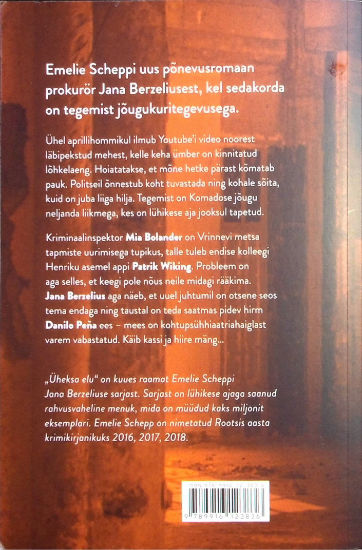 Emelie Scheppi uus põnevusromaan
prokurör Jana Berzeliusest, kel sedakorda
on tegemist jõugukuritegevusega.
Ühel aprillihommikul ilmub Youtube'i video noorest
läbipekstud mehest, kelle keha ümber on kinnitatud
lõhkelaeng. Hoiatatakse, et mõne hetke pärast kõmatab
pauk. Politseil õnnestub koht tuvastada ning kohale sõita,
kuid on juba liiga hilja. Tegemist on Komadose jõugu
neljanda liikmega, kes on lühikese aja jooksul tapetud.
Kriminaalinspektor Mia Bolander on Vrinnevi metsa
tapmiste uurimisega tupikus, talle tuleb endise kolleegi
Henriku asemel appi Patrik Wiking. Probleem on
aga selles, et keegi pole nõus neile midagi rääkima.
Jana Berzelius aga näeb, et uuel juhtumil on otsene seos
tema endaga ning taustal on teda saatmas pidev hirm
Danilo Peña ees – mees on kohtupsühhiaatriahaiglast
varem vabastatud. Käib kassi ja hiire mäng...
„Üheksa elu“ on kuues raamat Emelie Scheppi
Jana Berzeliuse sarjast. Sarjast on lühikese ajaga saanud
rahvusvaheline menuk, mida on müüdud kaks miljonit
eksemplari. Emelie Schepp on nimetatud Rootsis aasta
krimikirjanikuks 2016, 2017, 2018.